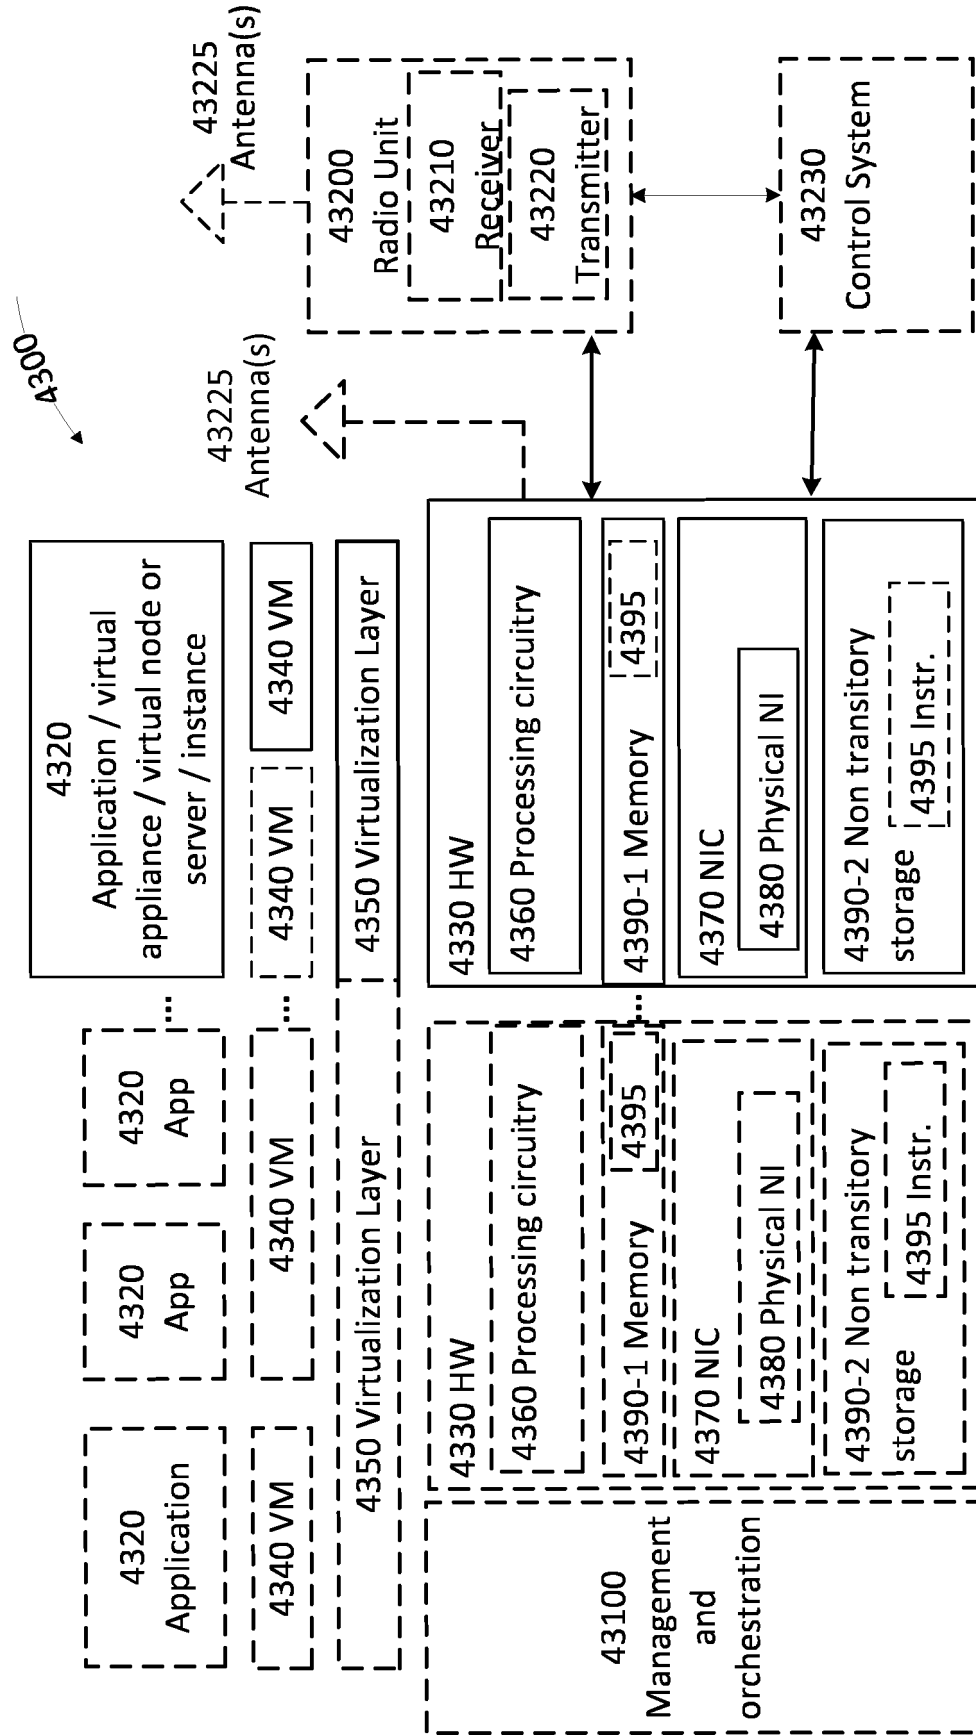 4300
4320
Application
4320
App
4320
App
...
4320
Application / virtual
appliance / virtual node or
server / instance
4340 VM
4340 VM
...
4340 VM
4340 VM
4350 Virtualization Layer
4350 Virtualization Layer
43225
Antenna(s)
43225
Antenna(s)
43100
Management
and
orchestration
4330 HW
4360 Processing circuitry
4390-1 Memory
4395
4370 NIC
4380 Physical NI
4390-2 Non transitory
storage
4395 Instr.
...
4330 HW
4360 Processing circuitry
4390-1 Memory
4395
4370 NIC
4380 Physical NI
4390-2 Non transitory
storage
4395 Instr.
43200
Radio Unit
43210
Receiver
43220
Transmitter
43230
Control System